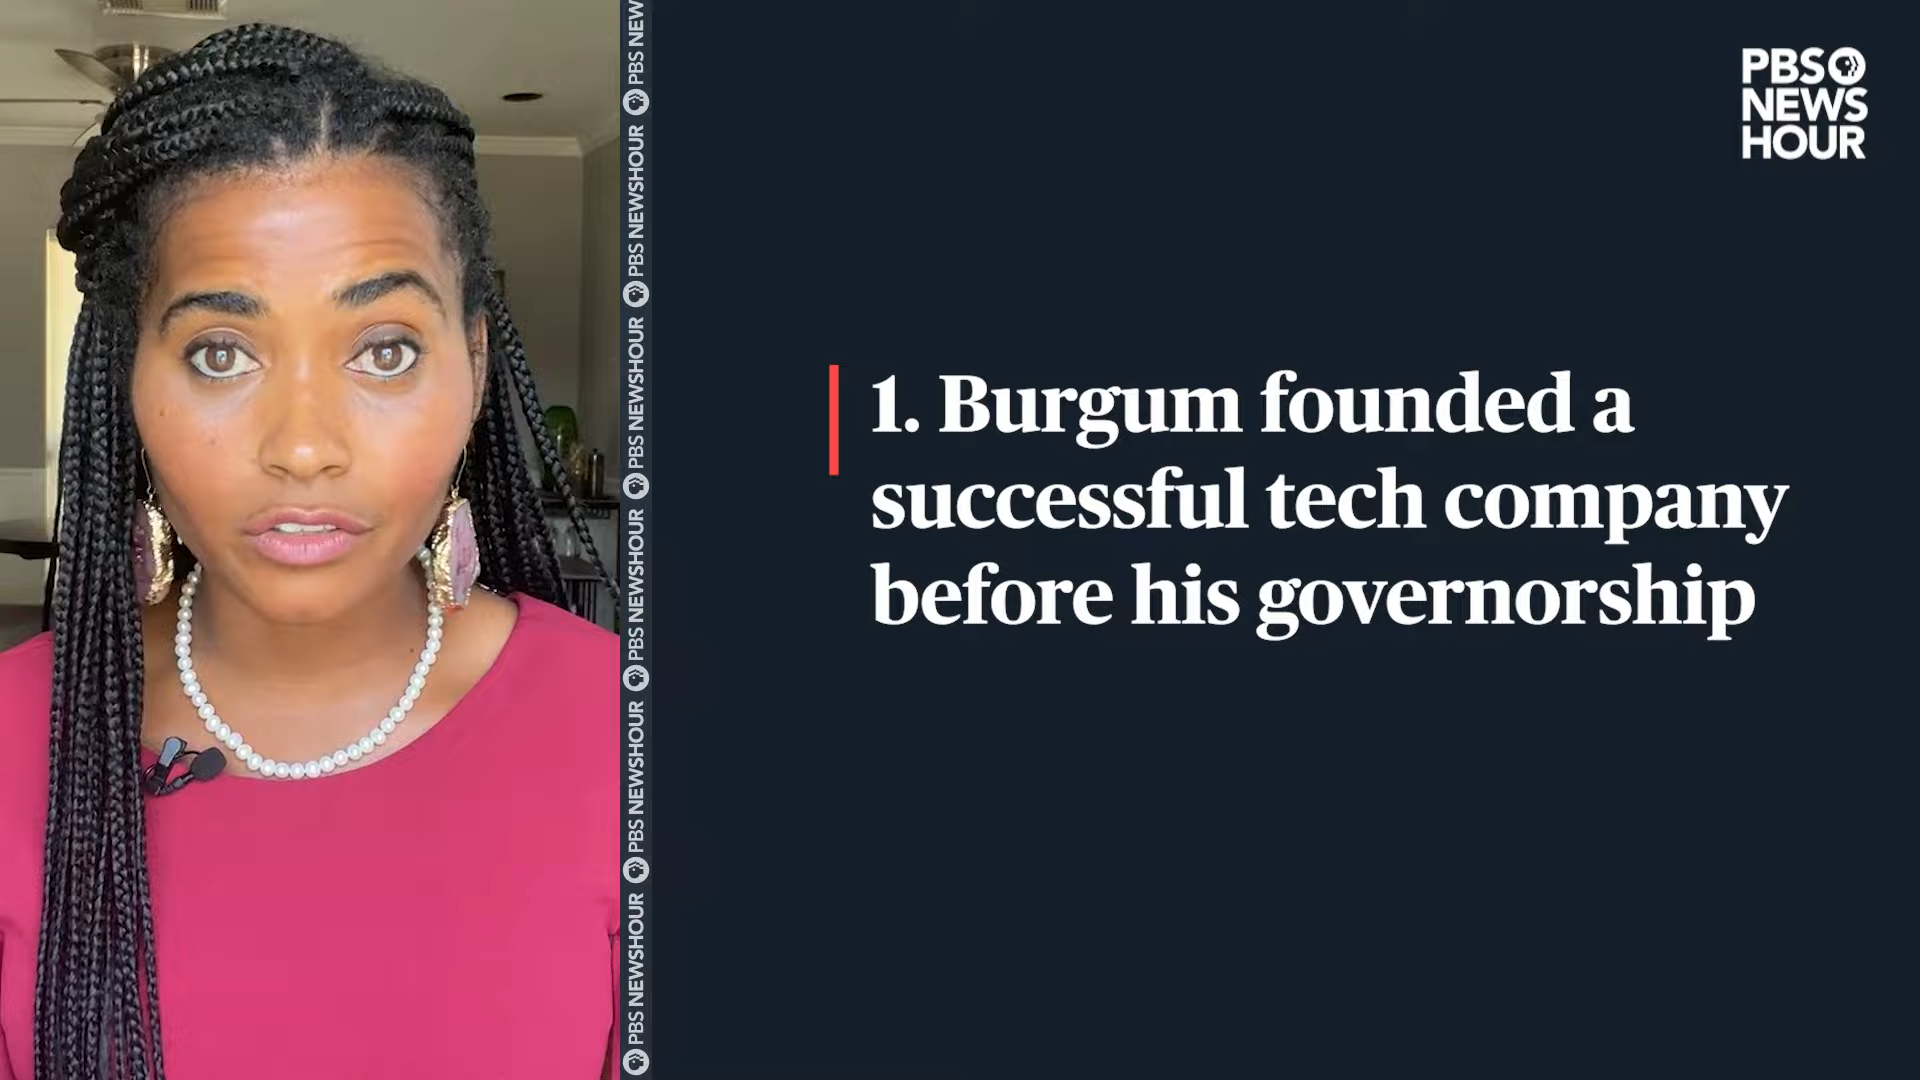 PBS NEWS
PBS NEWSHOUR
PBS NEWSHOUR
PBS NEWSHOUR
PBS NEWSHOUR
PBS NEWSHOUR
PBS
NEWS
HOUR
1. Burgum founded a
successful tech company
before his governorship